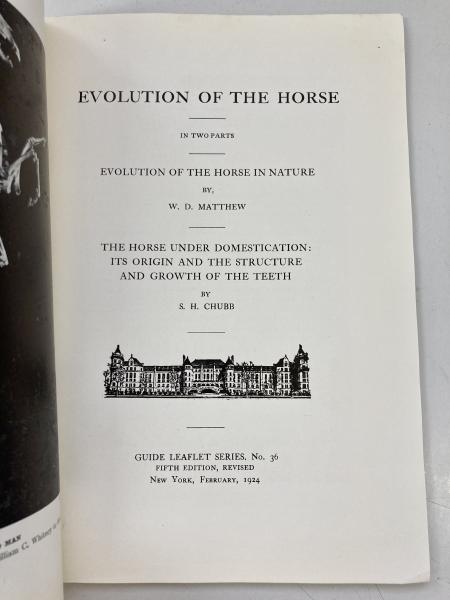 EVOLUTION OF THE HORSE
IN TWO PARTS
EVOLUTION OF THE HORSE IN NATURE
BY,
W. D. MATTHEW
THE HORSE UNDER DOMESTICATION:
ITS ORIGIN AND THE STRUCTURE
AND GROWTH OF THE TEETH
BY
S. H. CHUBB
GUIDE LEAFLET SERIES, No. 36
FIFTH EDITION, REVISED
NEW YORK, FEBRUARY, 1924
MAN
William C. Whitney